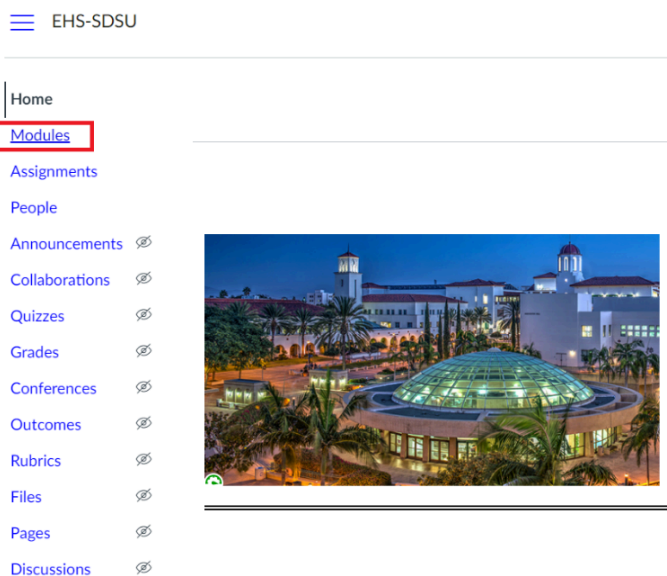 EHS-SDSU
Home
Modules
Assignments
People
Announcements
Collaborations
Quizzes
Grades
Conferences
Outcomes
Rubrics
Files
Pages
Discussions